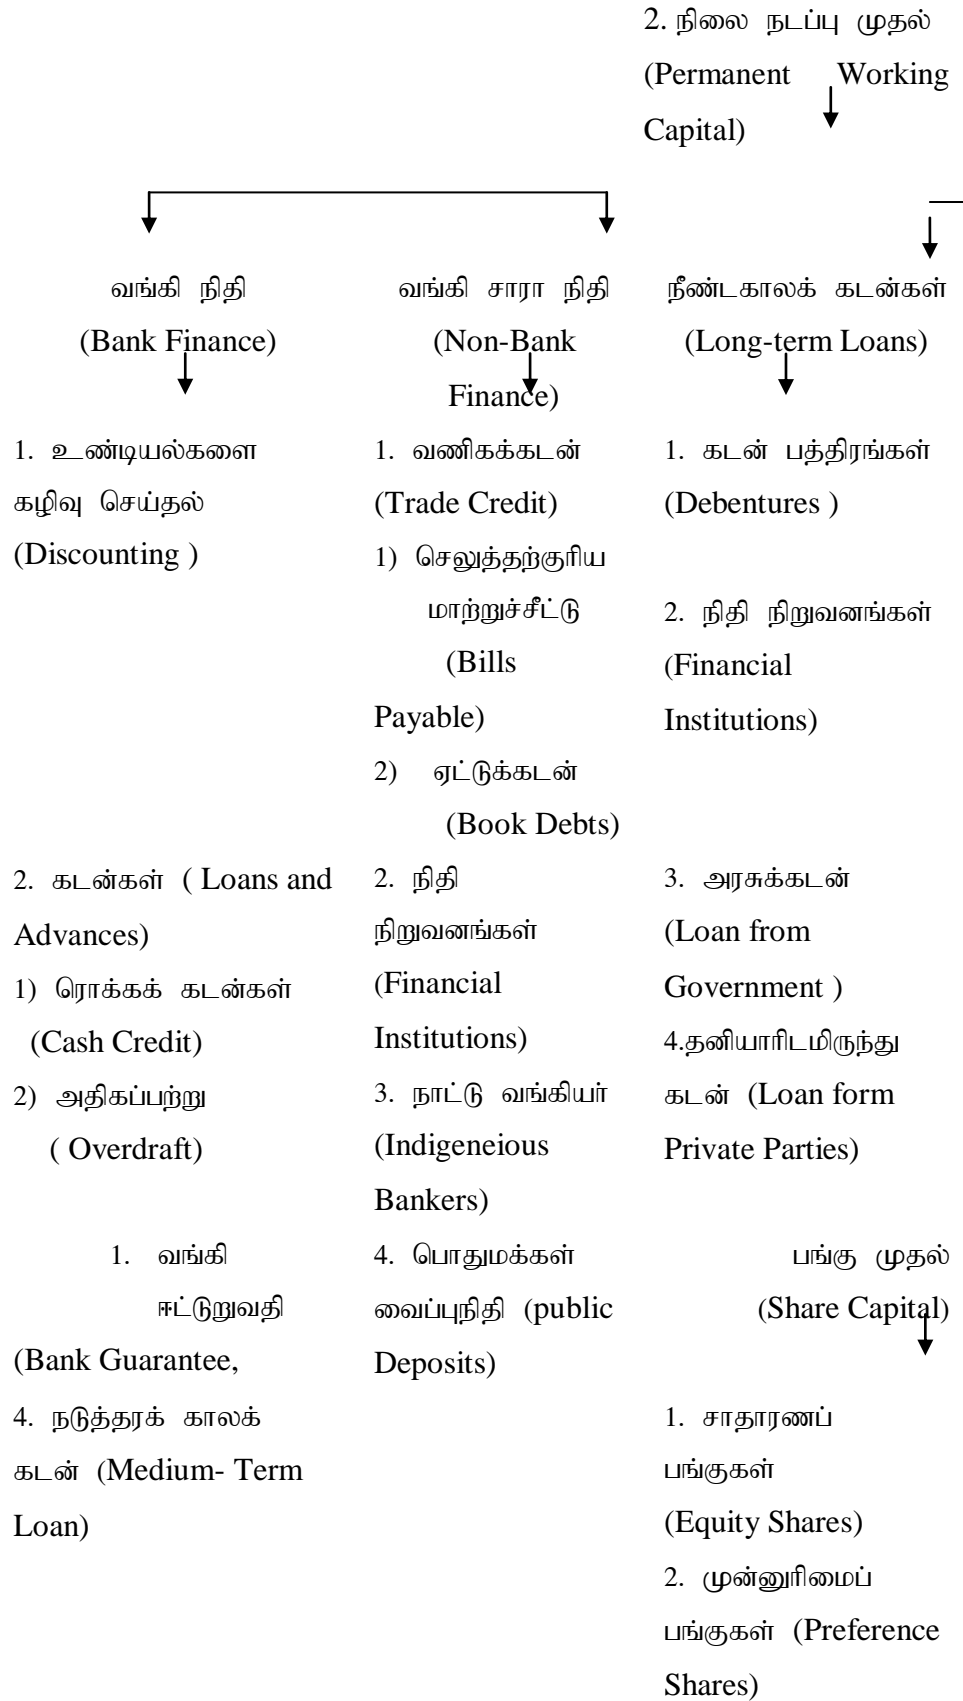 2. நிலை நடப்பு முதல்
(Permanent Working
Capital)
வங்கி நிதி
(Bank Finance)
வங்கி சாரா நிதி
(Non-Bank
Finance)
நீண்டகாலக் கடன்கள்
(Long-term Loans)
1. உண்டியல்களை
கழிவு செய்தல்
(Discounting )
1. வணிகக்கடன்
(Trade Credit)
1) செலுத்தற்குரிய
மாற்றுச்சீட்டு
(Bills
Payable)
2) ஏட்டுக்கடன்
(Book Debts)
1. கடன் பத்திரங்கள்
(Debentures )
2. நிதி நிறுவனங்கள்
(Financial
Institutions)
2. கடன்கள் ( Loans and
Advances)
1) ரொக்கக் கடன்கள்
(Cash Credit)
2) அதிகப்பற்று
( Overdraft)
2. நிதி
நிறுவனங்கள்
(Financial
Institutions)
3. நாட்டு வங்கியர்
(Indigeneious
Bankers)
3. அரசுக்கடன்
(Loan from
Government )
4.தனியாரிடமிருந்து
கடன் (Loan form
Private Parties)
1. வங்கி
ஈட்டுறுவதி
(Bank Guarantee,
4. பொதுமக்கள்
வைப்புநிதி (public
Deposits)
பங்கு முதல்
(Share Capital)
4. நடுத்தரக் காலக்
கடன் (Medium- Term
Loan)
1. சாதாரணப்
பங்குகள்
(Equity Shares)
2. முன்னுரிமைப்
பங்குகள் (Preference
Shares)